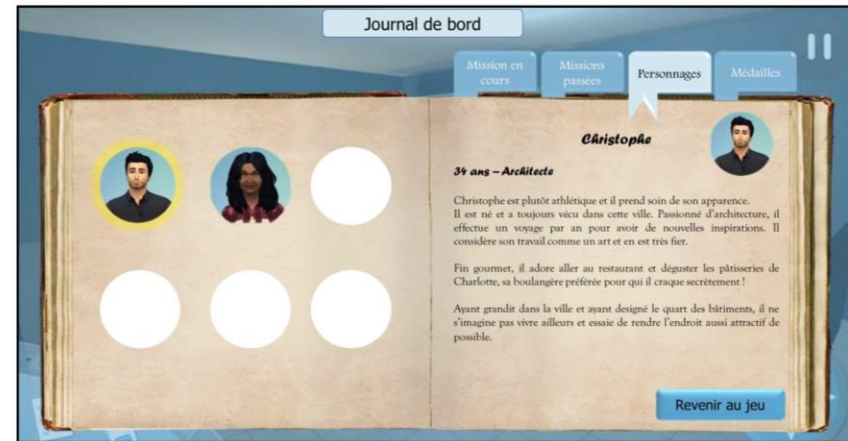 Journal de bord
Mission en
cours
Missions
passées
Personnages
Médailles
Christophe
34 ans – Architecte
Christophe est plutôt athlétique et il prend soin de son apparence.
Il est né et a toujours vécu dans cette ville. Passionné d'architecture, il
effectue un voyage par an pour avoir de nouvelles inspirations. Il
considère son travail comme un art et en est très fier.
Fin gourmet, il adore aller au restaurant et déguster les pâtisseries de
Charlotte, sa boulangère préférée pour qui il craque secrètement !
Ayant grandit dans la ville et ayant designé le quart des bâtiments, il ne
s'imagine pas vivre ailleurs et essaie de rendre l'endroit aussi attractif de
possible.
Revenir au jeu